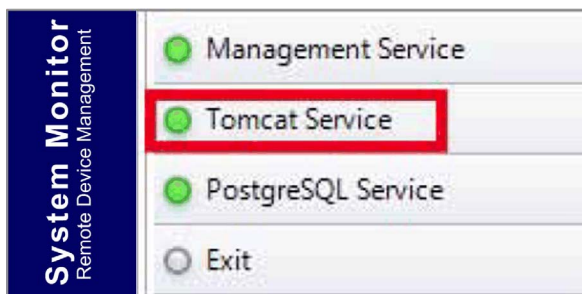 System Monitor
Remote Device Management
Management Service
Tomcat Service
PostgreSQL Service
Exit